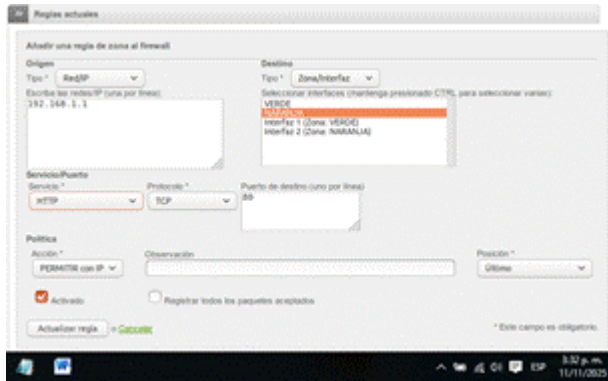 Reglas actuales
Añadir una regla de zona al firewall
Origen
Destino
Tipo * Red/IP
Tipo * Zona/Interfaz
Escriba las redes/IP (una por línea)
Seleccionar interfaces (mantenga presionado CTRL para seleccionar varias)
192.168.1.1
VERDE
NARANJA
Interfaz 1 (Zona: VERDE)
Interfaz 2 (Zona: NARANJA)
Servicio/Puerto
Servicio * Protocolo * Puerto de destino (uno por línea)
HTTP TCP 80
Política
Acción * Observación Posición *
PERMITIR con IP Último
Activado Registrar todos los paquetes aceptados
Actualizar regla o Cancelar * Este campo es obligatorio.
ESP
3:32 p. m.
11/11/2025